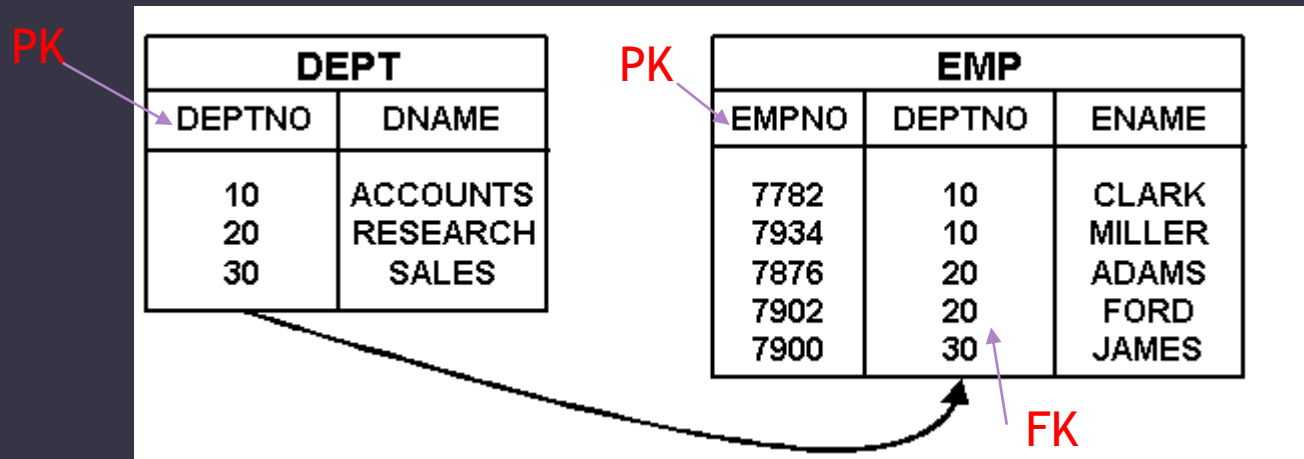 PK
DEPT
DEPTNO DNAME
10 ACCOUNTS
20 RESEARCH
30 SALES
PK
EMP
EMPNO DEPTNO ENAME
7782 10 CLARK
7934 10 MILLER
7876 20 ADAMS
7902 20 FORD
7900 30 JAMES
FK